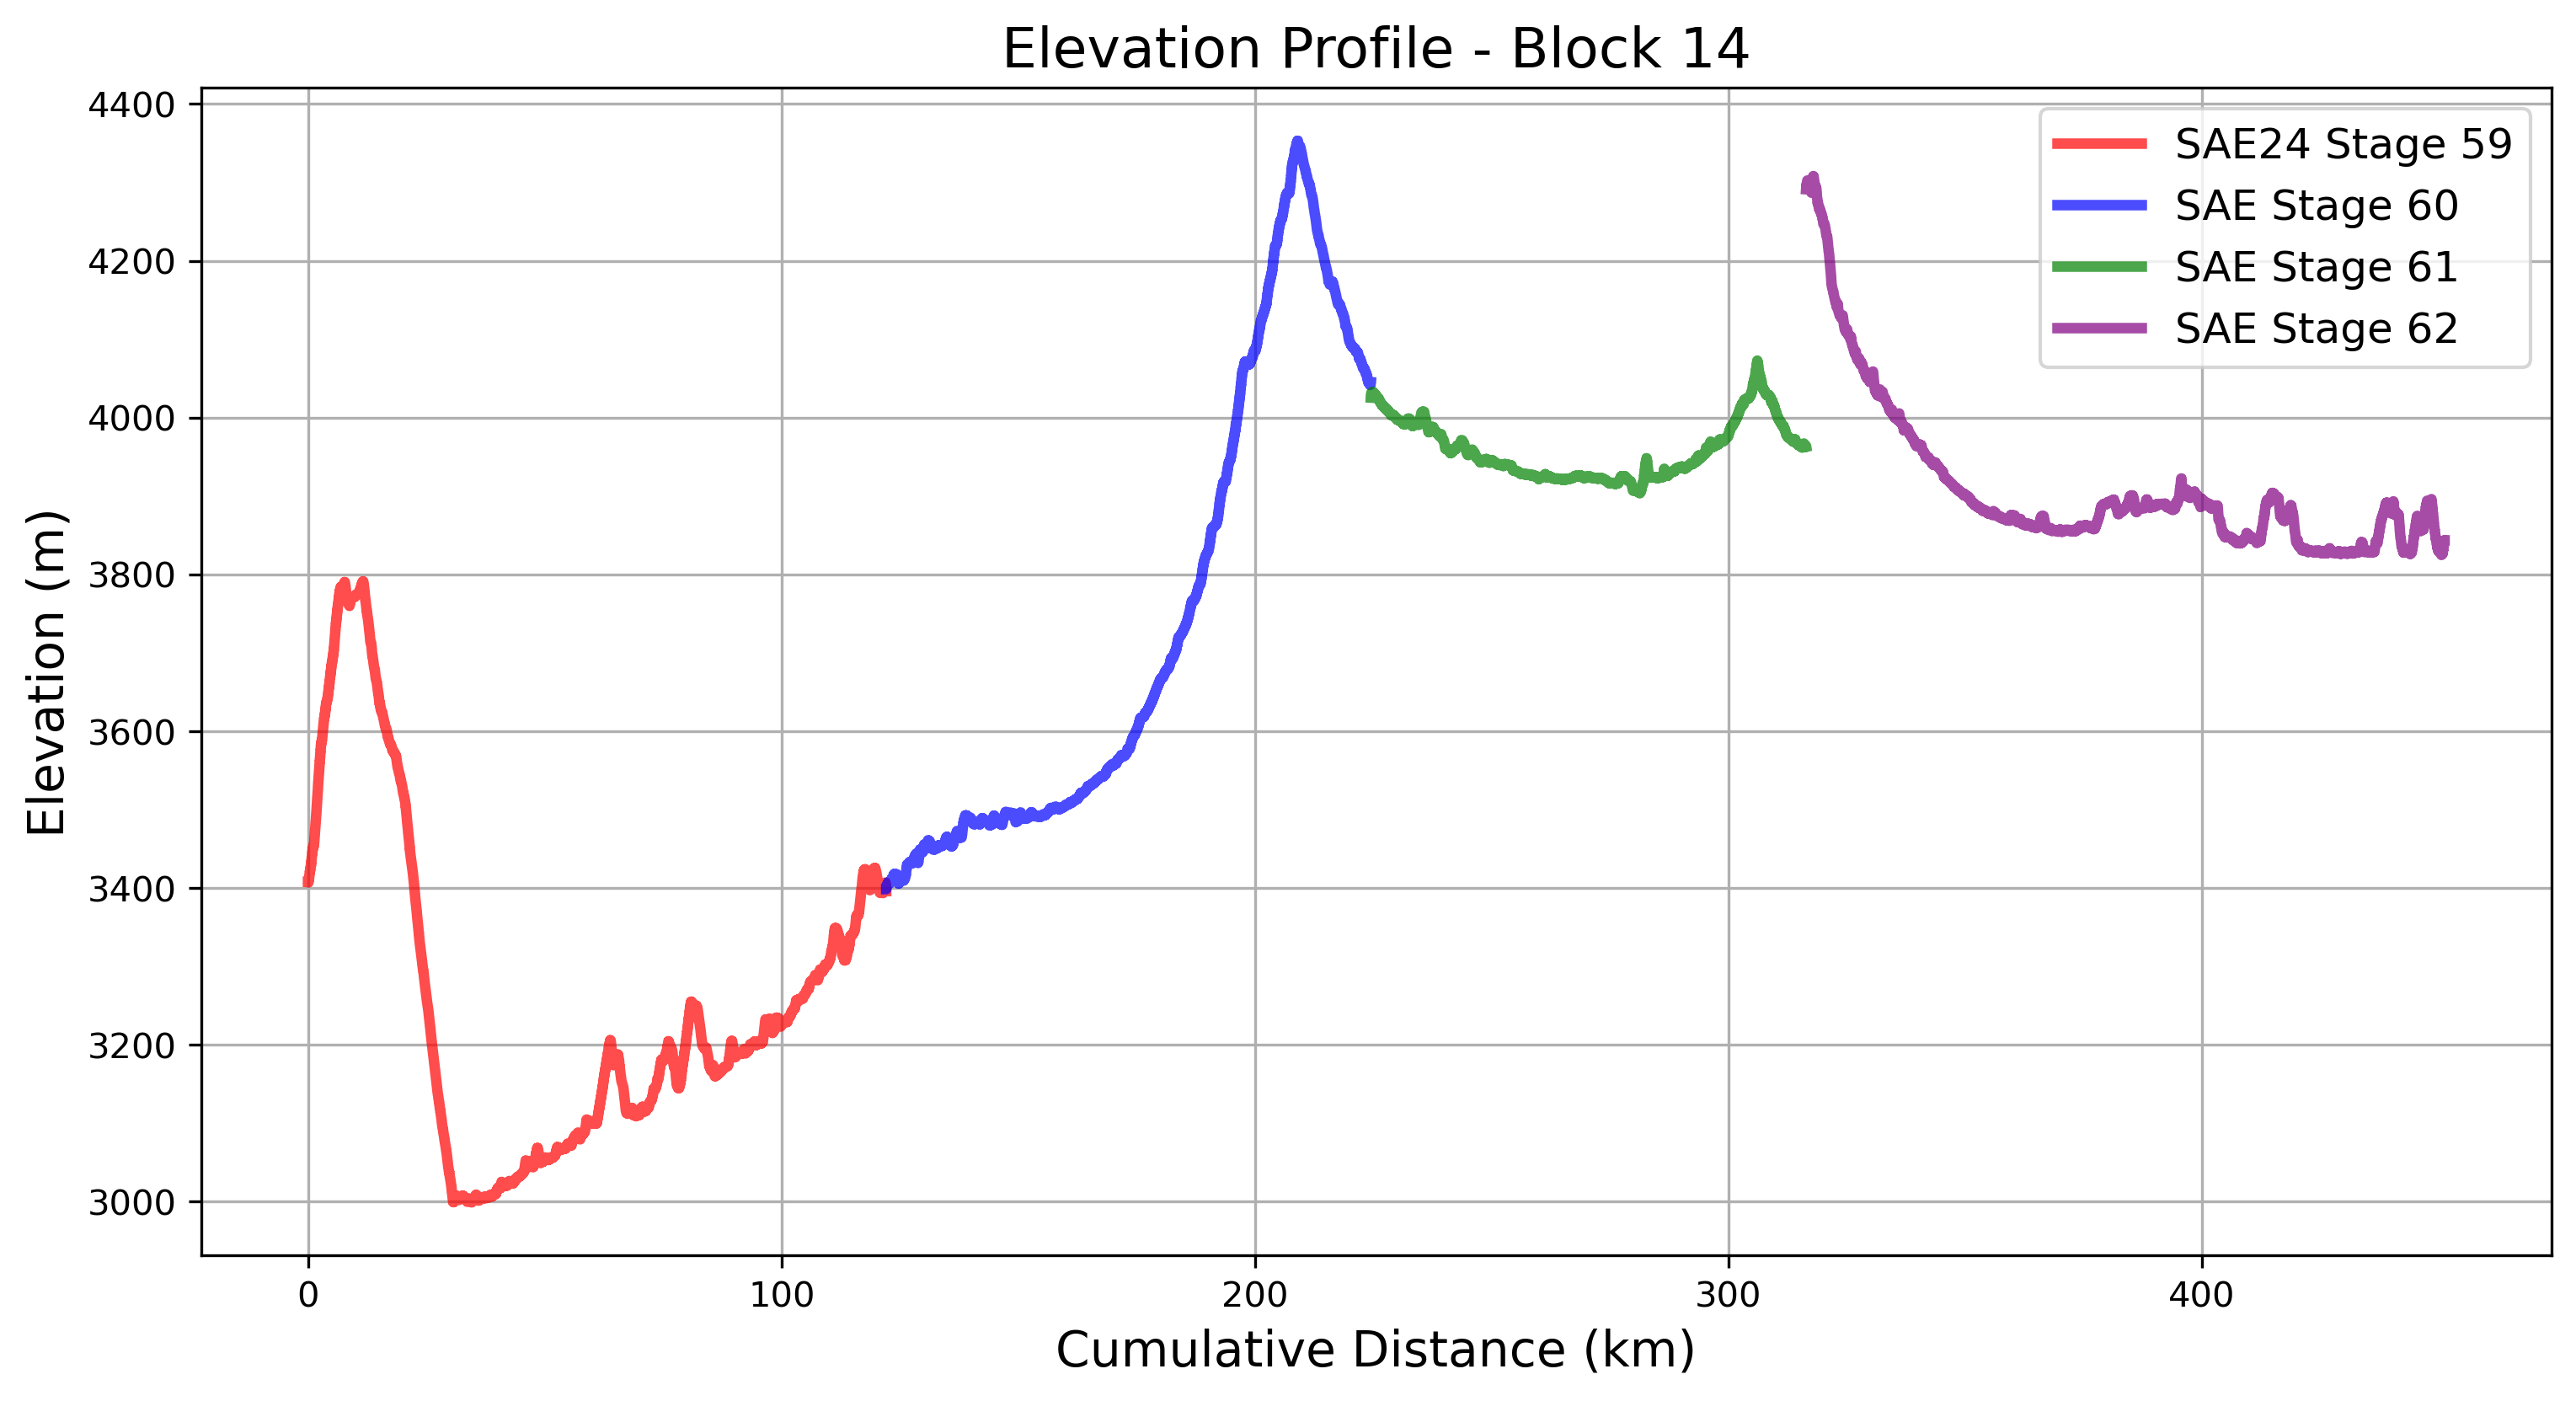 Elevation Profile - Block 14
Elevation (m)
4400
4200
4000
3800
3600
3400
3200
3000
SAE24 Stage 59
SAE Stage 60
SAE Stage 61
SAE Stage 62
0 100 200 300 400
Cumulative Distance (km)